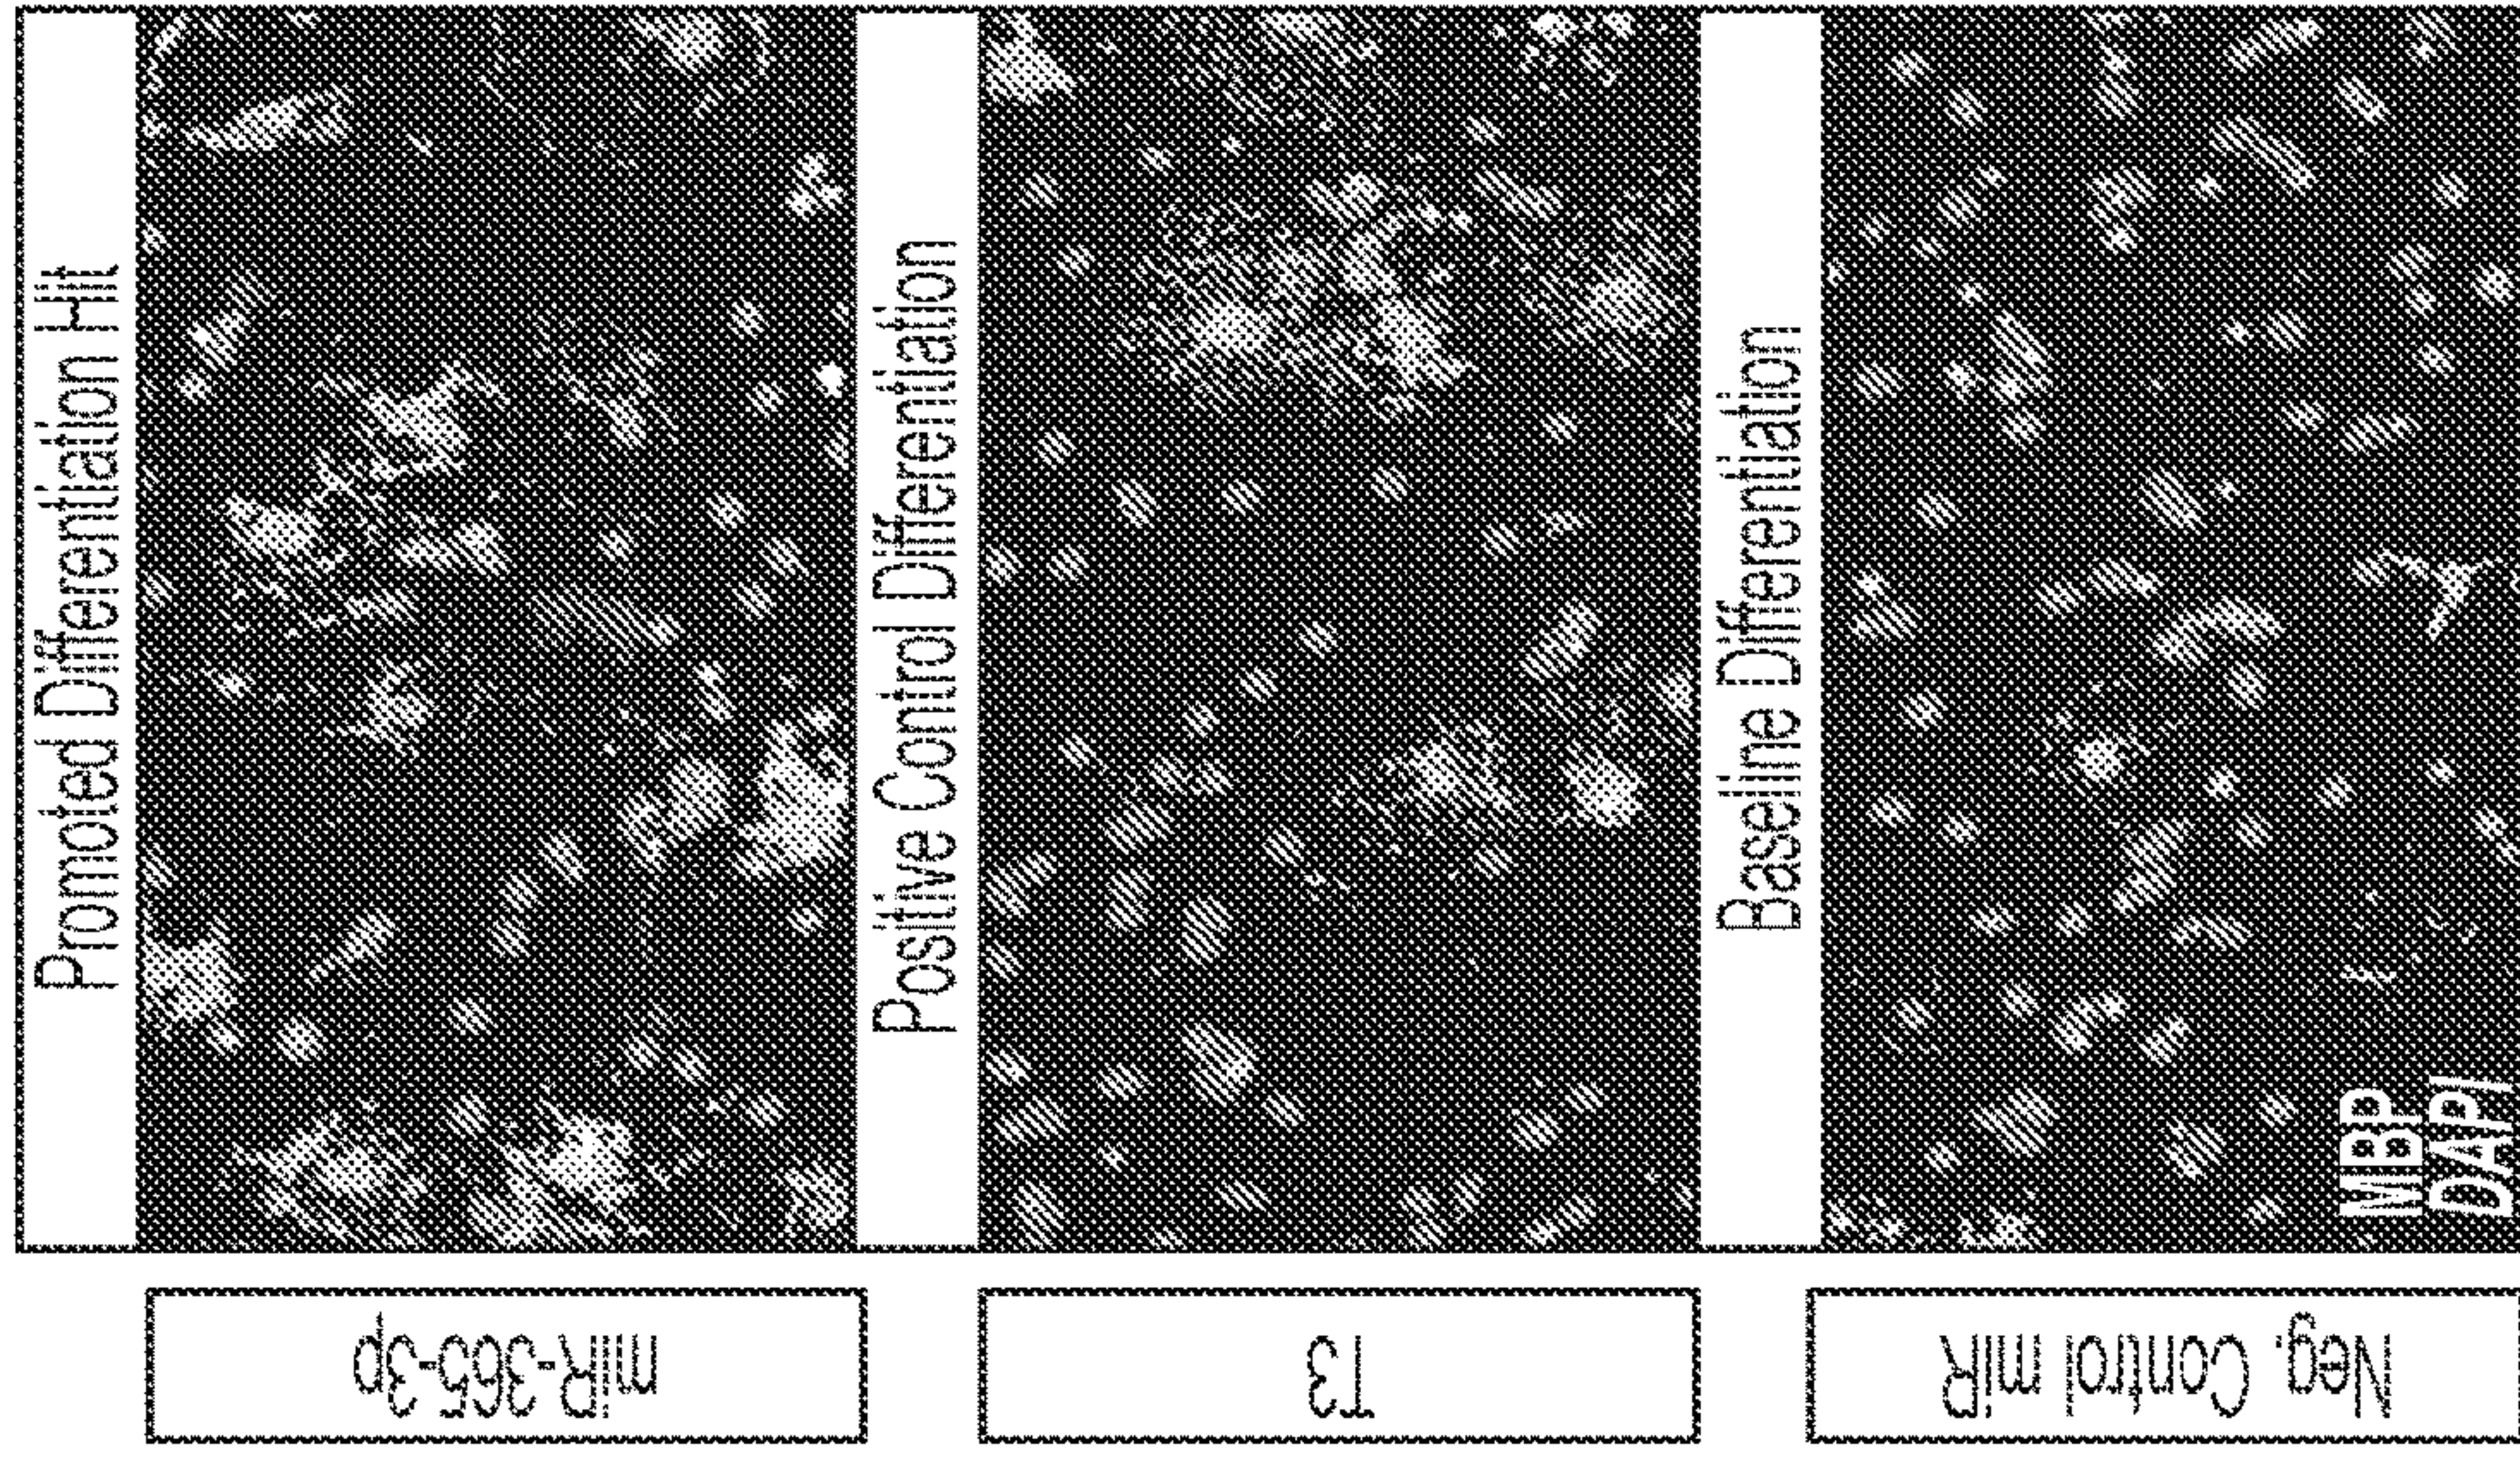 Promoted Differentiation Hit
miR-365-3p
Positive Control Differentiation
T3
Baseline Differentiation
Neg. Control miR
MBP
DAPI